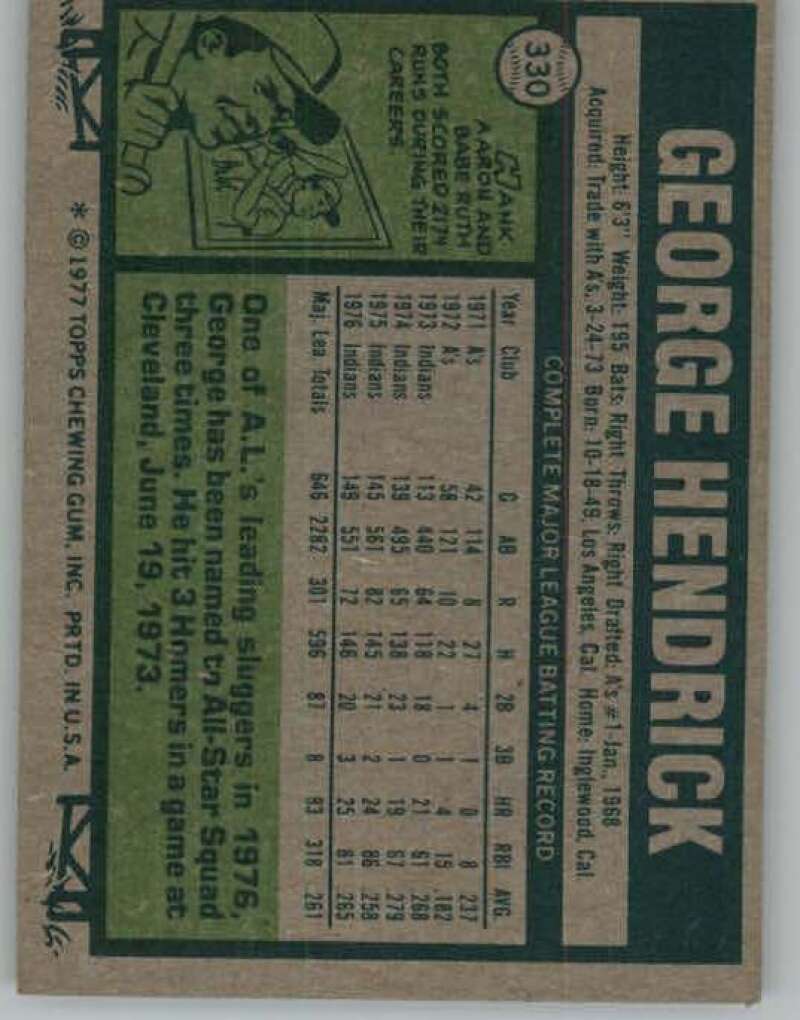 330
GEORGE HENDRICK
Height: 6'3" Weight: 195 Bats: Right Throws: Right Drafted: A's #1-Jan., 1968
Acquired: Trade with A's, 3-24-73 Born: 10-18-49, Los Angeles, Cal. Home: Inglewood, Cal.
COMPLETE MAJOR LEAGUE BATTING RECORD
Year Club G AB R H 2B 3B HR RBI AVG.
1971 A's 42 114 8 27 4 1 0 8 .237
1972 A's 58 121 10 22 1 1 4 15 .182
1973 Indians 113 440 64 118 18 0 21 61 .268
1974 Indians 139 495 65 138 23 1 19 67 .279
1975 Indians 145 561 82 145 21 2 24 86 .258
1976 Indians 149 551 72 146 20 3 25 81 .265
Maj. Lea Totals 646 2282 301 596 87 8 83 318 .261
HANK
AARON AND
BABE RUTH
BOTH SCORED 2174
RUNS DURING THEIR
CAREERS
One of A.L.'s leading sluggers in 1976,
George has been named to All-Star Squad
three times. He hit 3 Homers in a game at
Cleveland, June 19, 1973.
* © 1977 TOPPS CHEWING GUM, INC. PRTD. IN U.S.A.